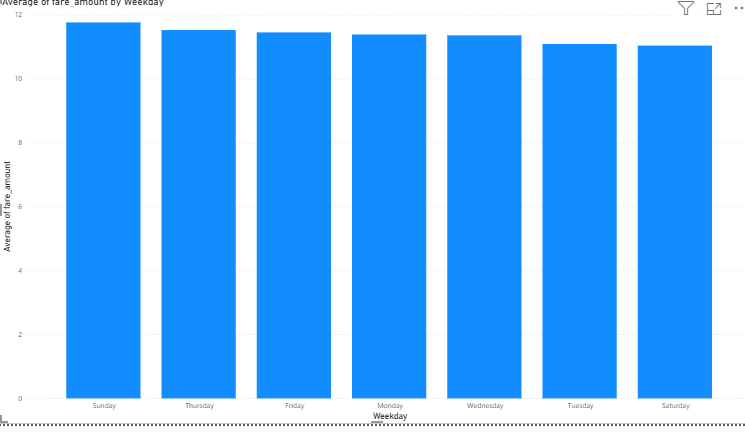 Average of fare_amount by Weekday
12
10
8
6
4
2
0
Average of fare_amount
Sunday Thursday Friday Monday Wednesday Tuesday Saturday
Weekday